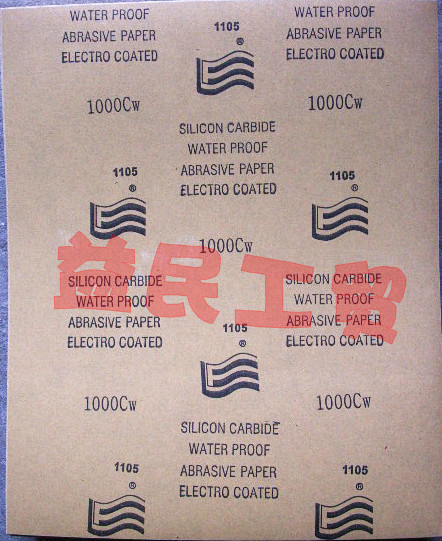 WATER PROOF
ABRASIVE PAPER
ELECTRO COATED
1105
®
WATER PROOF
ABRASIVE PAPER
ELECTRO COATED
1000Cw
1000Cw
SILICON CARBIDE
WATER PROOF
ABRASIVE PAPER
ELECTRO COATED
1105
®
1105
®
1000Cw
益民工贸
SILICON CARBIDE
WATER PROOF
ABRASIVE PAPER
ELECTRO COATED
SILICON CARBIDE
WATER PROOF
ABRASIVE PAPER
ELECTRO COATED
1105
®
1000Cw
1000Cw
SILICON CARBIDE
WATER PROOF
ABRASIVE PAPER
ELECTRO COATED
1105
®
1105
®